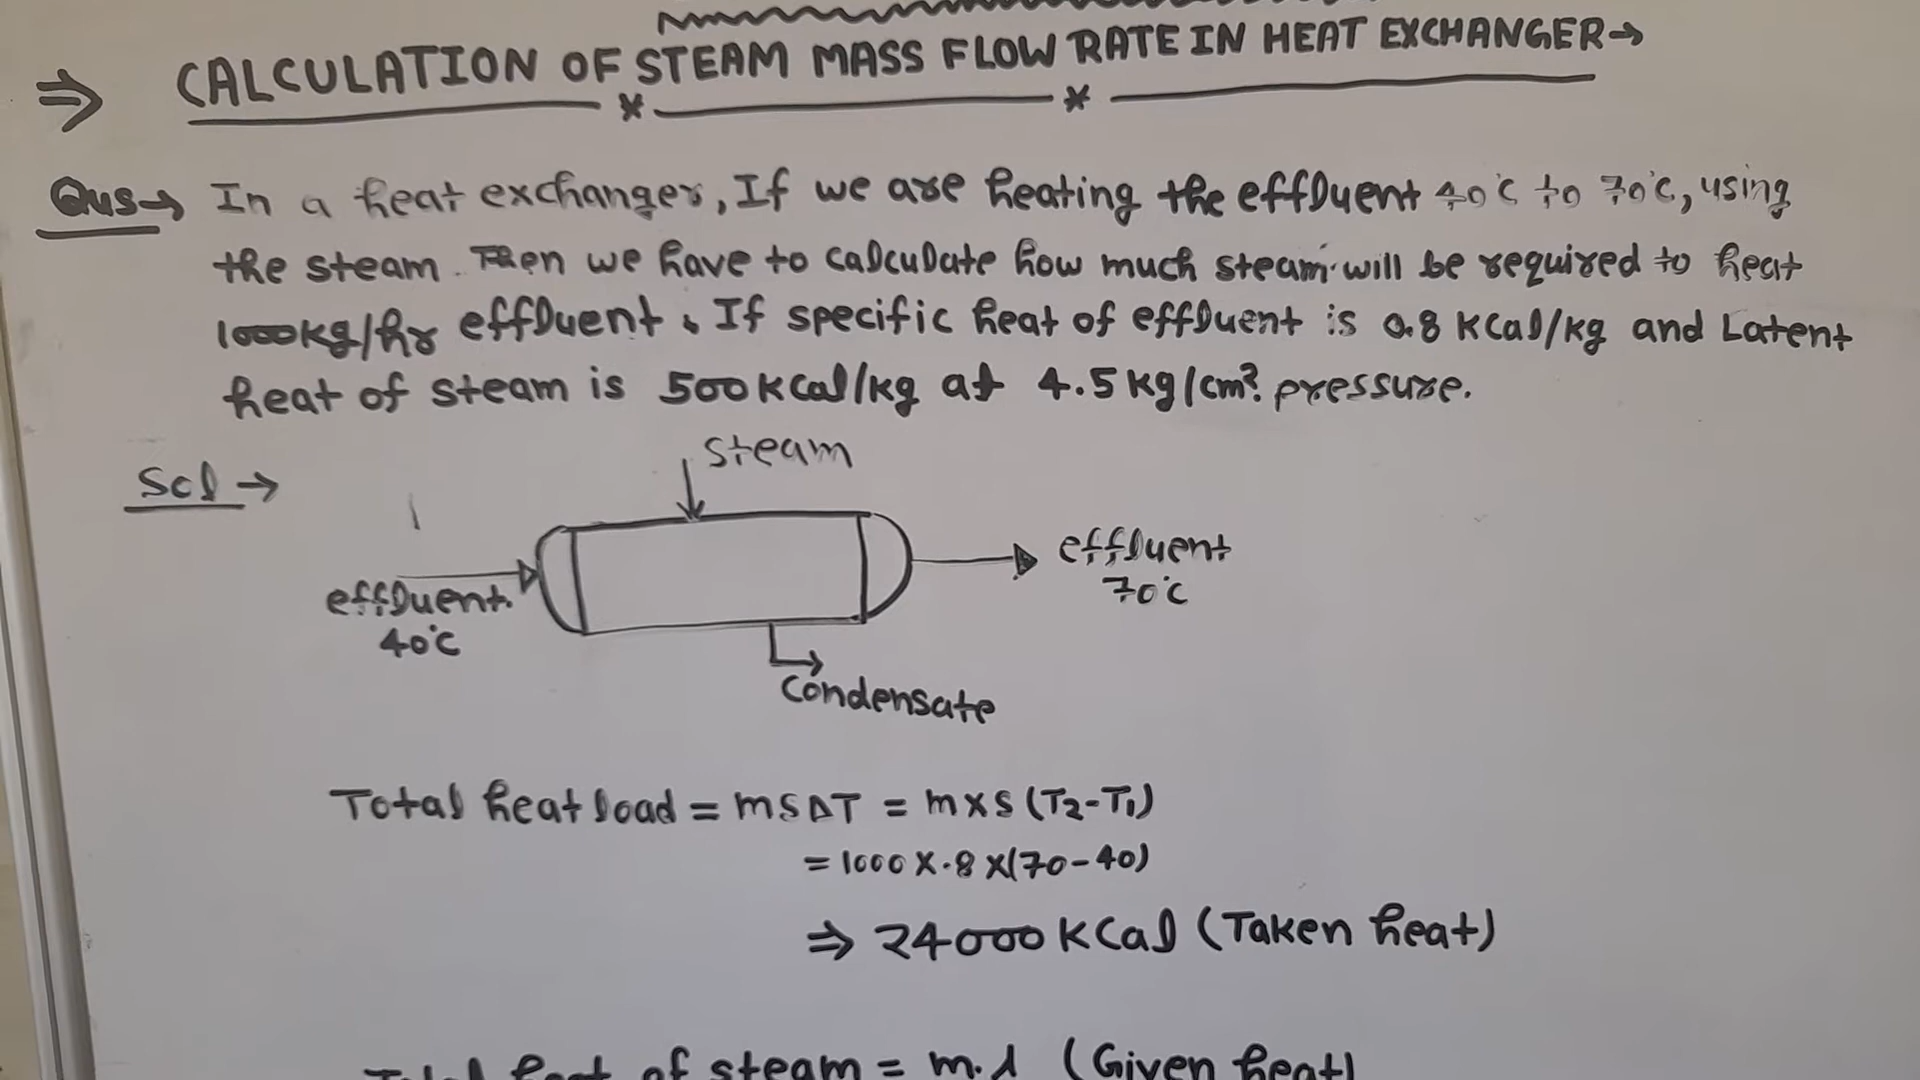 ⇒ CALCULATION OF STEAM MASS FLOW RATE IN HEAT EXCHANGER→
Qus→ In a heat exchanger, If we are heating the effluent 40°C to 70°C, using
the steam. Then we have to calculate how much steam will be required to heat
1000kg/hr effluent. If specific heat of effluent is 0.8 KCal/kg and Latent
heat of steam is 500 KCal/kg at 4.5 kg/cm² pressure.
Sol →
steam
effluent
40°C
effluent
70°C
Condensate
Total heat load = msΔT = m×s (T₂-T₁)
= 1000 × .8 ×(70-40)
⇒ 24000 KCal (Taken heat)
Total heat of steam = m.λ (Given heat)